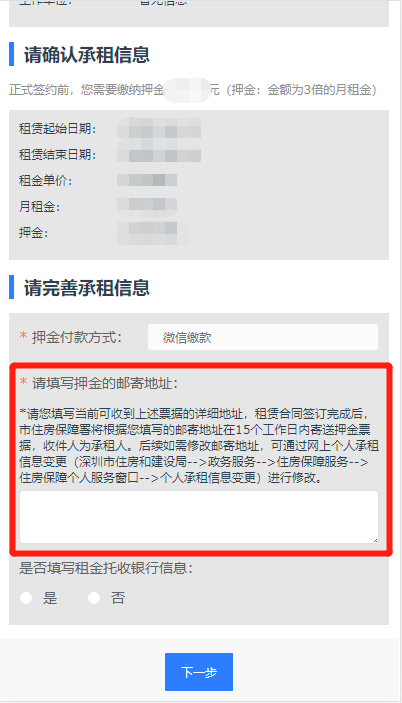 请确认承租信息
正式签约前，您需要缴纳押金 元（押金：金额为3倍的月租金）
租赁起始日期：
租赁结束日期：
租金单价：
月租金：
押金：
请完善承租信息
* 押金付款方式： 微信缴款
* 请填写押金的邮寄地址：
*请您填写当前可收到上述票据的详细地址，租赁合同签订完成后，
市住房保障署将根据您填写的邮寄地址在15个工作日内寄送押金票
据，收件人为承租人。后续如需修改邮寄地址，可通过网上个人承租
信息变更（深圳市住房和建设局-->政务服务-->住房保障服务-->
住房保障个人服务窗口-->个人承租信息变更）进行修改。
是否填写租金托收银行信息：
是 否
下一步